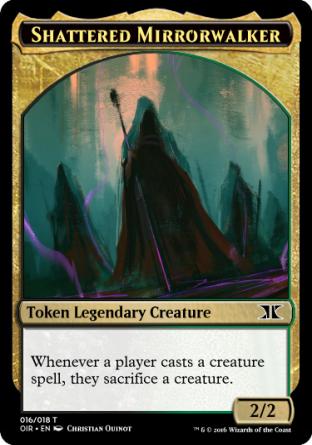 Shattered Mirrorwalker
Token Legendary Creature
Whenever a player casts a creature
spell, they sacrifice a creature.
2/2
016/018 T
OIR • EN Christian Quinot
™ & © 2016 Wizards of the Coast